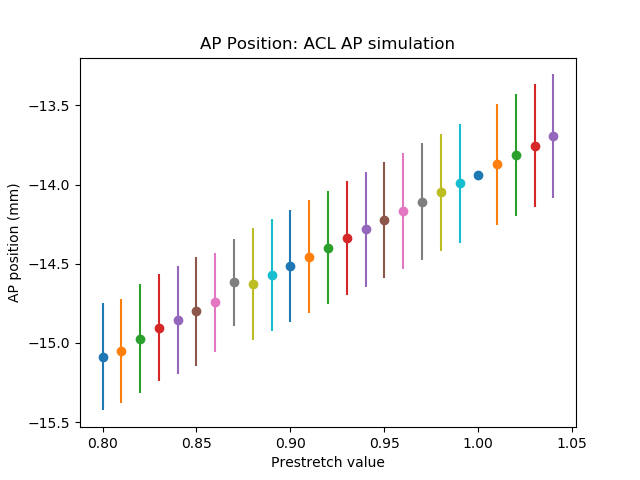 AP Position: ACL AP simulation
AP position (mm)
−13.5
−14.0
−14.5
−15.0
−15.5
0.80 0.85 0.90 0.95 1.00 1.05
Prestretch value